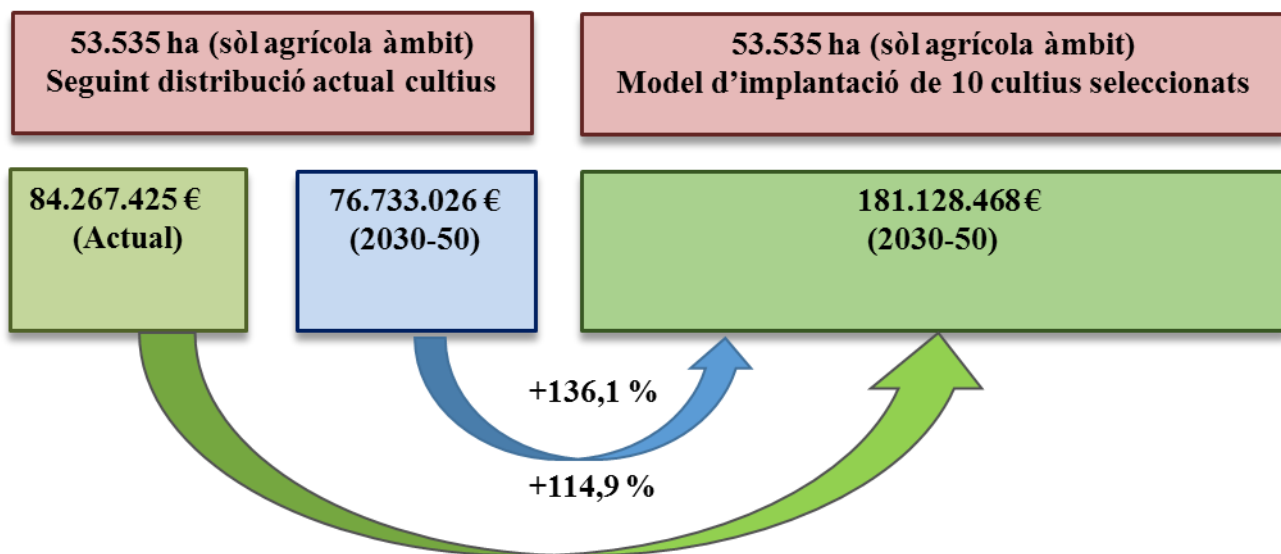 53.535 ha (sòl agrícola àmbit)
Seguint distribució actual cultius
53.535 ha (sòl agrícola àmbit)
Model d’implantació de 10 cultius seleccionats
84.267.425 €
(Actual)
76.733.026 €
(2030-50)
181.128.468 €
(2030-50)
+136,1 %
+114,9 %